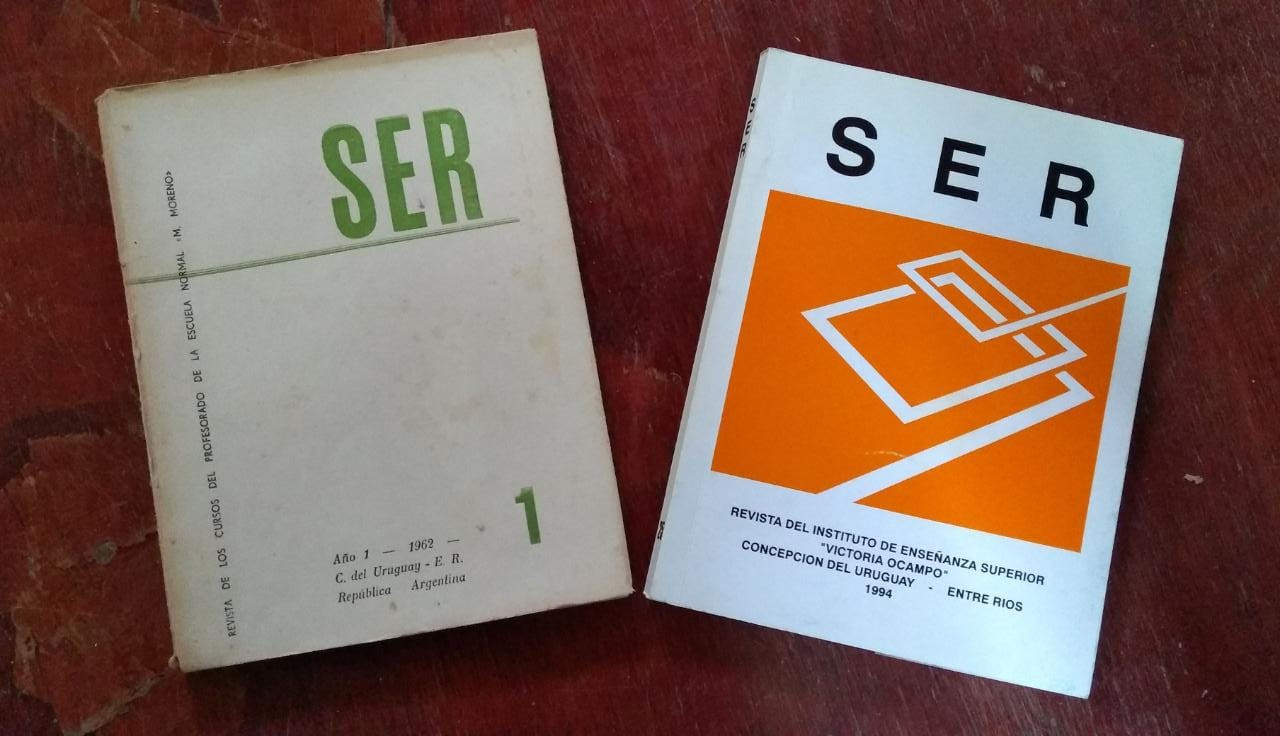 SER
REVISTA DE LOS CURSOS DEL PROFESORADO DE LA ESCUELA NORMAL «M. MORENO»
1
Año 1 — 1962 —
C. del Uruguay - E. R.
República Argentina
SER
SER
REVISTA DEL INSTITUTO DE ENSEÑANZA SUPERIOR
"VICTORIA OCAMPO"
CONCEPCION DEL URUGUAY - ENTRE RIOS
1994